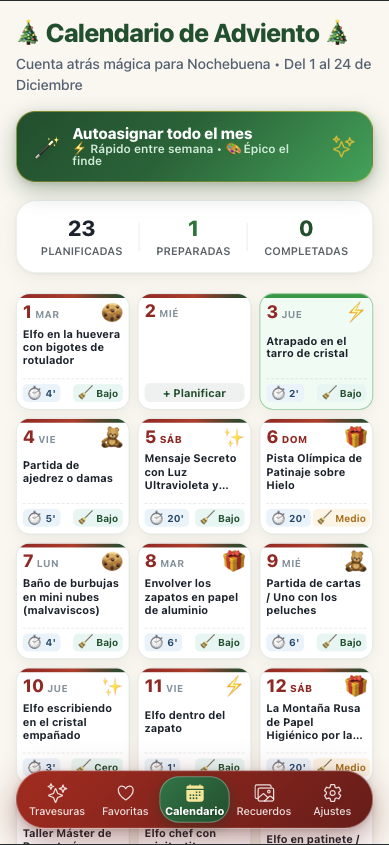 Calendario de Adviento
Cuenta atrás mágica para Nochebuena • Del 1 al 24 de
Diciembre
Autoasignar todo el mes
Rápido entre semana • Épico el
finde
23
PLANIFICADAS
1
PREPARADAS
0
COMPLETADAS
1 MAR
Elfo en la huevera
con bigotes de
rotulador
4'
Bajo
2 MIÉ
+ Planificar
3 JUE
Atrapado en el
tarro de cristal
2'
Bajo
4 VIE
Partida de
ajedrez o damas
5'
Bajo
5 SÁB
Mensaje Secreto
con Luz
Ultravioleta y...
20'
Bajo
6 DOM
Pista Olímpica de
Patinaje sobre
Hielo
20'
Medio
7 LUN
Baño de burbujas
en mini nubes
(malvaviscos)
4'
Bajo
8 MAR
Envolver los
zapatos en papel
de aluminio
6'
Bajo
9 MIÉ
Partida de cartas
/ Uno con los
peluches
6'
Bajo
10 JUE
Elfo escribiendo
en el cristal
empañado
3'
Cero
11 VIE
Elfo dentro del
zapato
1'
Bajo
12 SÁB
La Montaña Rusa
de Papel
Higiénico por la...
20'
Medio
Travesuras
Favoritas
Calendario
Recuerdos
Ajustes
Taller Máster de
Elfo chef con
Elfo en patinete /